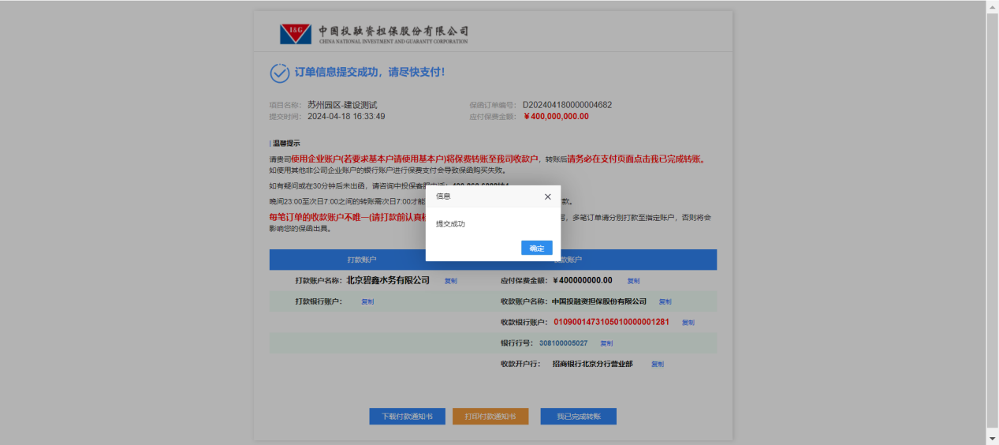 I&G
中国投融资担保股份有限公司
CHINA NATIONAL INVESTMENT AND GUARANTY CORPORATION
订单信息提交成功，请尽快支付！
项目名称： 苏州园区-建设测试 保函订单编号： D202404180000004682
提交时间： 2024-04-18 16:33:49 应付保费金额： ￥400,000,000.00
温馨提示
请贵司使用企业账户(若要求基本户请使用基本户)将保费转账至我司收款户，转账后请务必在支付页面点击我已完成转账。
如使用其他非公司企业账户的银行账户进行保费支付会导致保函购买失败。
如有疑问或在30分钟后未出函，请咨询中投保客服
晚间23:00至次日7:00之间的转账需次日7:00才能 款。
每笔订单的收款账户不唯一(请打款前认真 ，多笔订单请分别打款至指定账户，否则将会
影响您的保函出具。
信息
提交成功
确定
打款账户 款账户
打款账户名称： 北京碧鑫水务有限公司 复制 应付保费金额： ￥400000000.00 复制
打款银行账户： 复制 收款账户名称： 中国投融资担保股份有限公司 复制
收款银行账户： 0109001473105010000001281 复制
银行行号： 308100005027 复制
收款开户行： 招商银行北京分行营业部 复制
下载付款通知书 打印付款通知书 我已完成转账